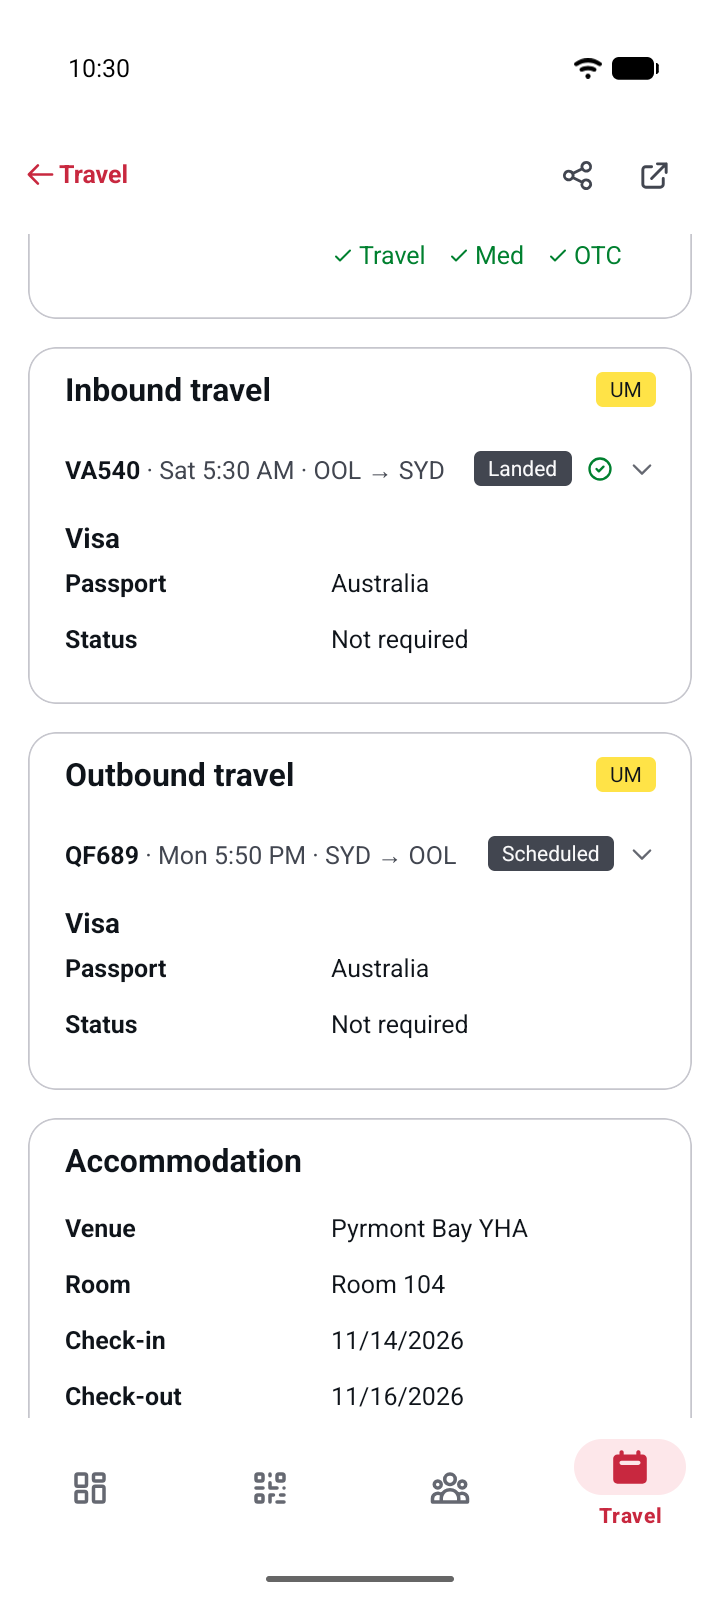 10:30
Travel
Travel Med OTC
Inbound travel UM
VA540 · Sat 5:30 AM · OOL → SYD Landed
Visa
Passport Australia
Status Not required
Outbound travel UM
QF689 · Mon 5:50 PM · SYD → OOL Scheduled
Visa
Passport Australia
Status Not required
Accommodation
Venue Pyrmont Bay YHA
Room Room 104
Check-in 11/14/2026
Check-out 11/16/2026
Travel